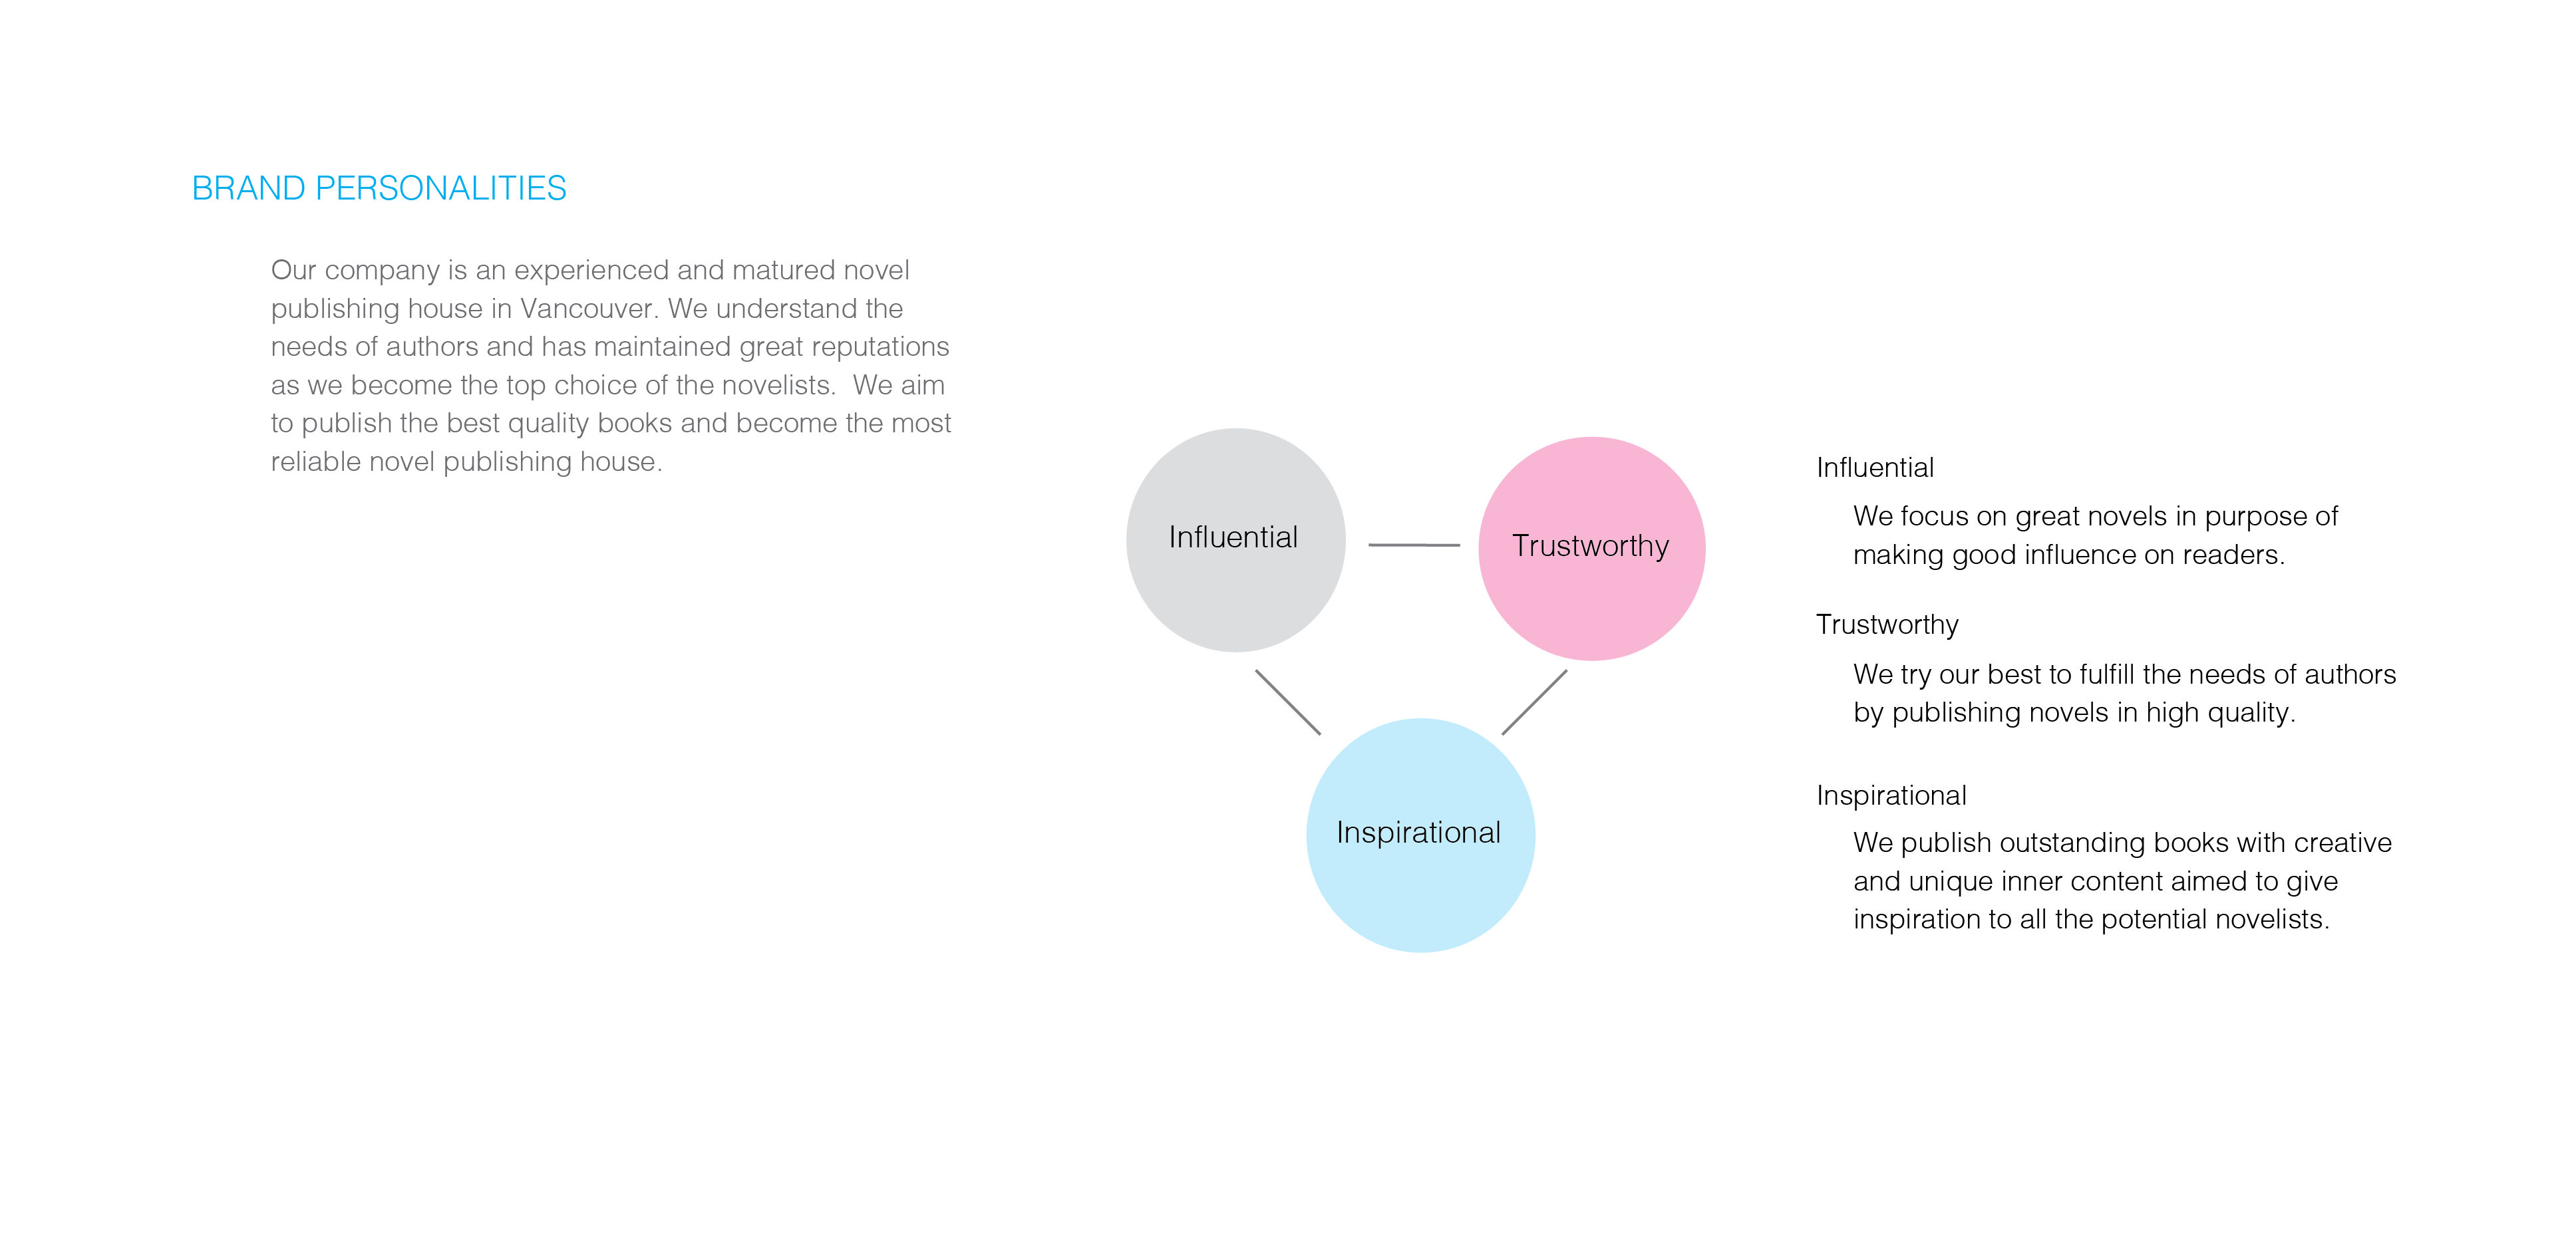 BRAND PERSONALITIES
Our company is an experienced and matured novel
publishing house in Vancouver. We understand the
needs of authors and has maintained great reputations
as we become the top choice of the novelists.  We aim
to publish the best quality books and become the most
reliable novel publishing house.
Influential
Trustworthy
Inspirational
Influential
We focus on great novels in purpose of
making good influence on readers.
Trustworthy
We try our best to fulfill the needs of authors
by publishing novels in high quality.
Inspirational
We publish outstanding books with creative
and unique inner content aimed to give
inspiration to all the potential novelists.